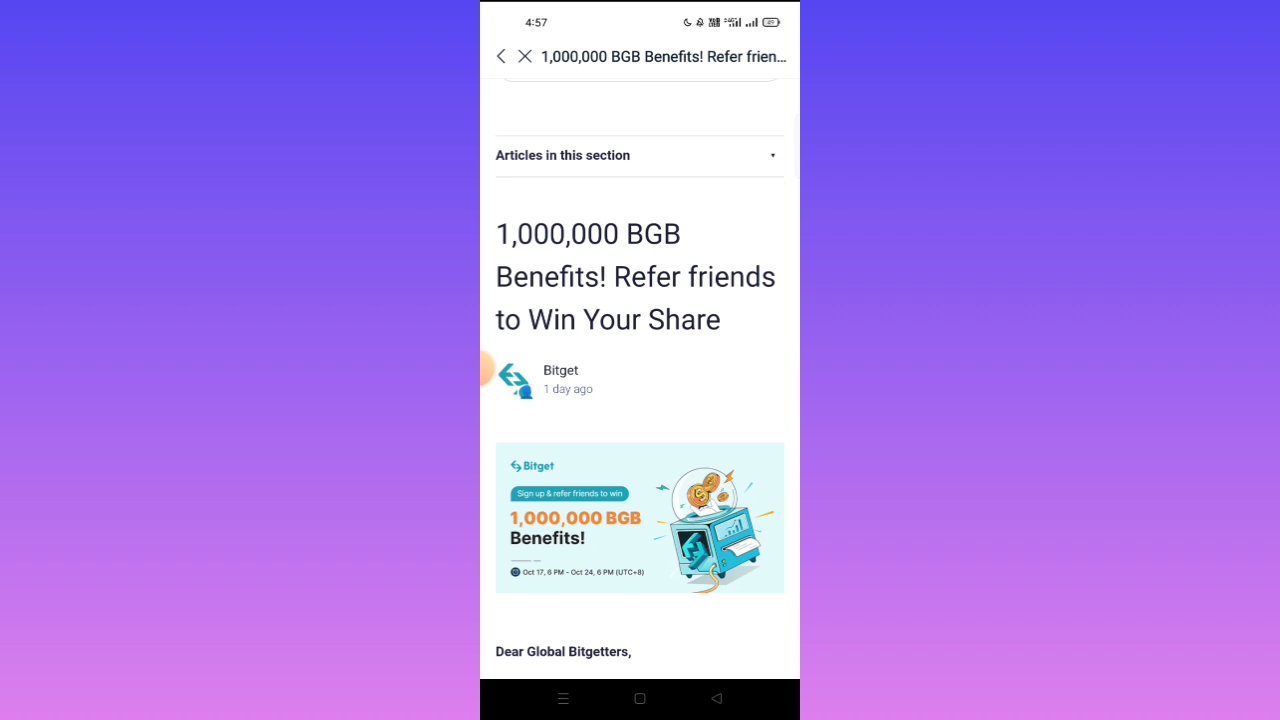 4:57
1,000,000 BGB Benefits! Refer frien...
Articles in this section
1,000,000 BGB
Benefits! Refer friends
to Win Your Share
Bitget
1 day ago
Bitget
Sign up & refer friends to win
1,000,000 BGB
Benefits!
Oct 17, 6 PM - Oct 24, 6 PM (UTC+8)
Dear Global Bitgetters,